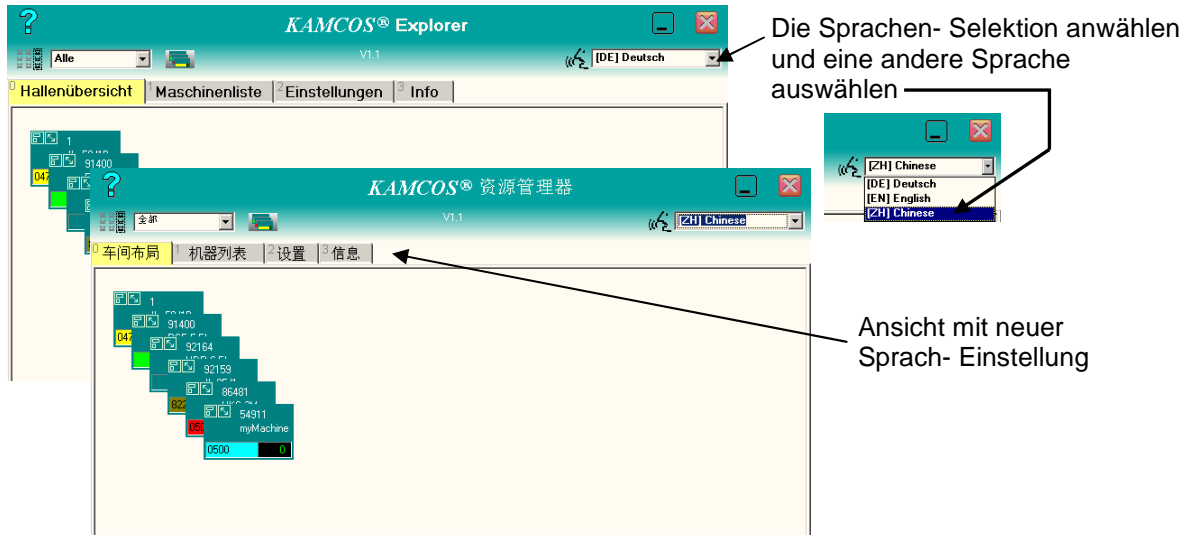 KAMCOS® Explorer
V1.1
Alle
[DE] Deutsch
0 Hallenübersicht 1 Maschinenliste 2 Einstellungen 3 Info
1
91400
047
Die Sprachen- Selektion anwählen
und eine andere Sprache
auswählen
[ZH] Chinese
[DE] Deutsch
[EN] English
[ZH] Chinese
KAMCOS® 资源管理器
V1.1
全部
[ZH] Chinese
0 车间布局 1 机器列表 2 设置 3 信息
1
91400
047
92164
92159
86481
822
54911
050
myMachine
0500 0
Ansicht mit neuer
Sprach- Einstellung